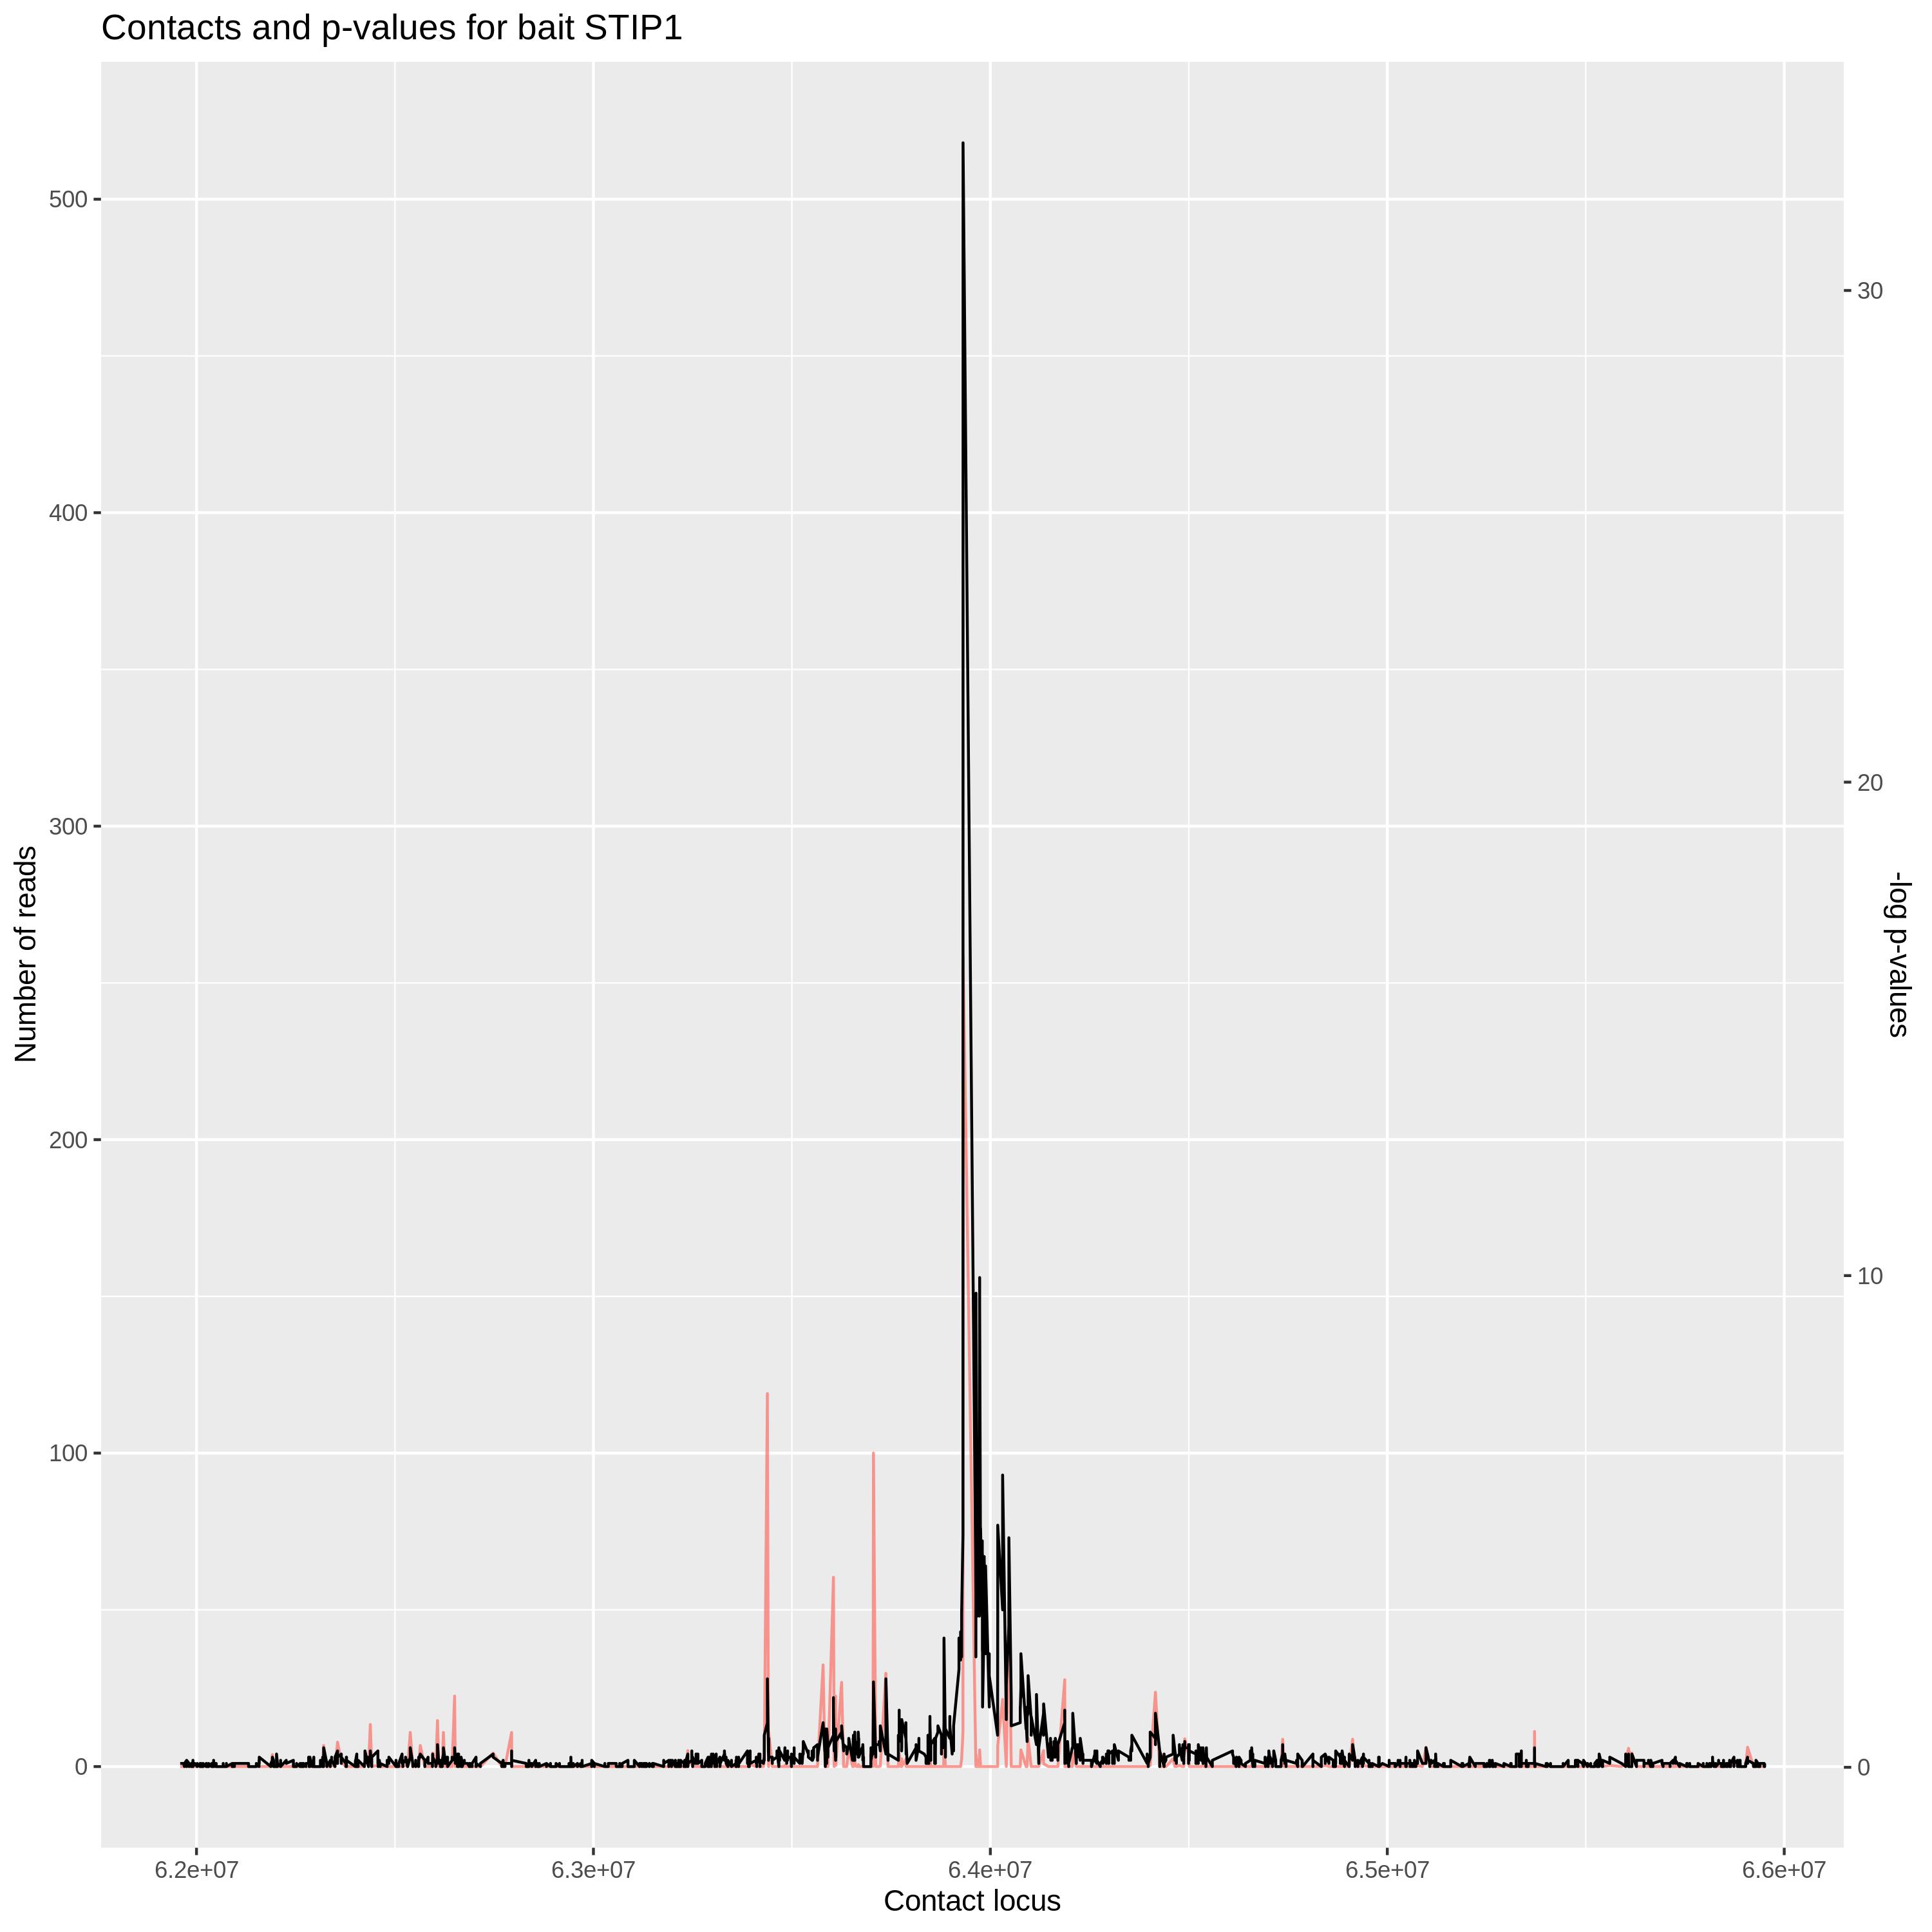 Contacts and p-values for bait STIP1
500
400
300
200
100
0
Number of reads
30
20
10
0
-log p-values
6.2e+07
6.3e+07
6.4e+07
6.5e+07
6.6e+07
Contact locus